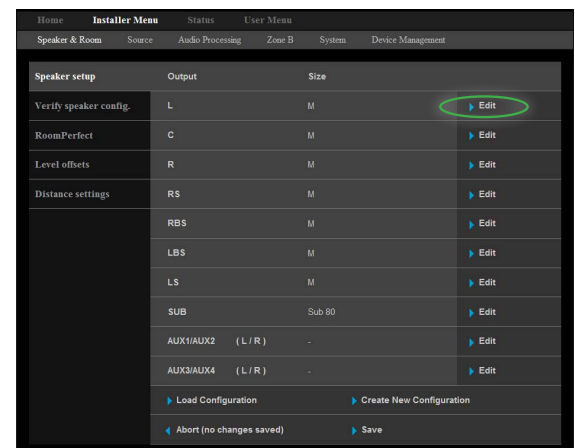 Home Installer Menu Status User Menu
Speaker & Room Source Audio Processing Zone B System Device Management
Speaker setup Output Size
Verify speaker config. L M Edit
RoomPerfect C M Edit
Level offsets R M Edit
Distance settings RS M Edit
RBS M Edit
LBS M Edit
LS M Edit
SUB Sub 80 Edit
AUX1/AUX2 ( L / R ) - Edit
AUX3/AUX4 ( L / R ) - Edit
Load Configuration Create New Configuration
Abort (no changes saved) Save